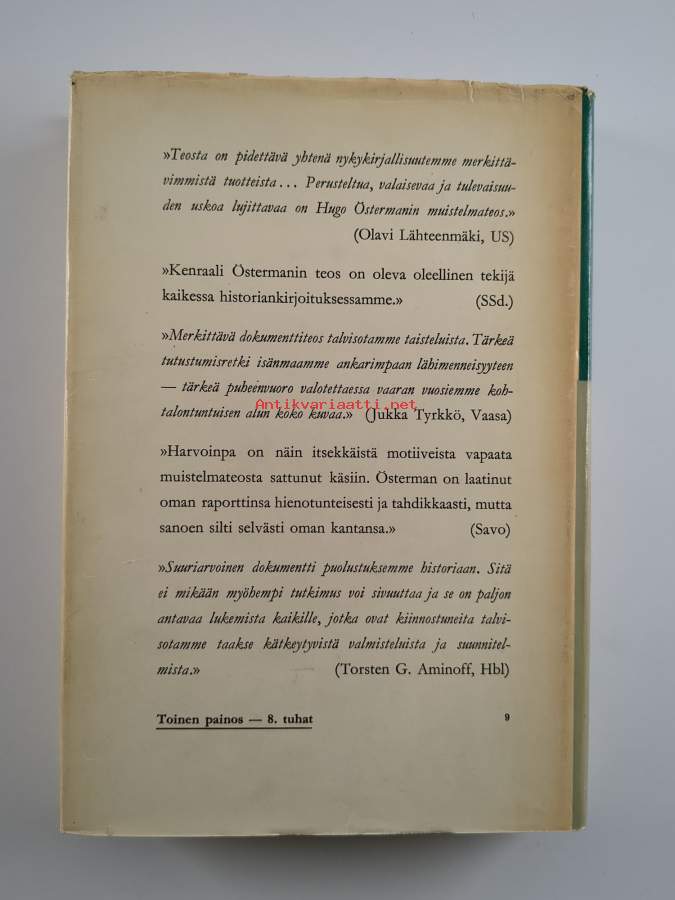 »Teosta on pidettävä yhtenä nykykirjallisuutemme merkittä-
vimmistä tuotteista... Perusteltua, valaisevaa ja tulevaisuu-
den uskoa lujittavaa on Hugo Östermanin muistelmateos.»
(Olavi Lähteenmäki, US)
»Kenraali Östermanin teos on oleva oleellinen tekijä
kaikessa historiankirjoituksessamme.» (SSd.)
»Merkittävä dokumenttiteos talvisotamme taisteluista. Tärkeä
tutustumisretki isänmaamme ankarimpaan lähimenneisyyteen
— tärkeä puheenvuoro valotettaessa vaaran vuosiemme koh-
talontuntuisen alun koko kuvaa.» (Jukka Tyrkkö, Vaasa)
Antikvariaatti.net
»Harvoinpa on näin itsekkäistä motiiveista vapaata
muistelmateosta sattunut käsiin. Österman on laatinut
oman raporttinsa hienotunteisesti ja tahdikkaasti, mutta
sanoen silti selvästi oman kantansa.» (Savo)
»Suuriarvoinen dokumentti puolustuksemme historiaan. Sitä
ei mikään myöhempi tutkimus voi sivuuttaa ja se on paljon
antavaa lukemista kaikille, jotka ovat kiinnostuneita talvi-
sotamme taakse kätkeytyvistä valmisteluista ja suunnitel-
mista.» (Torsten G. Aminoff, Hbl)
Toinen painos — 8. tuhat 9